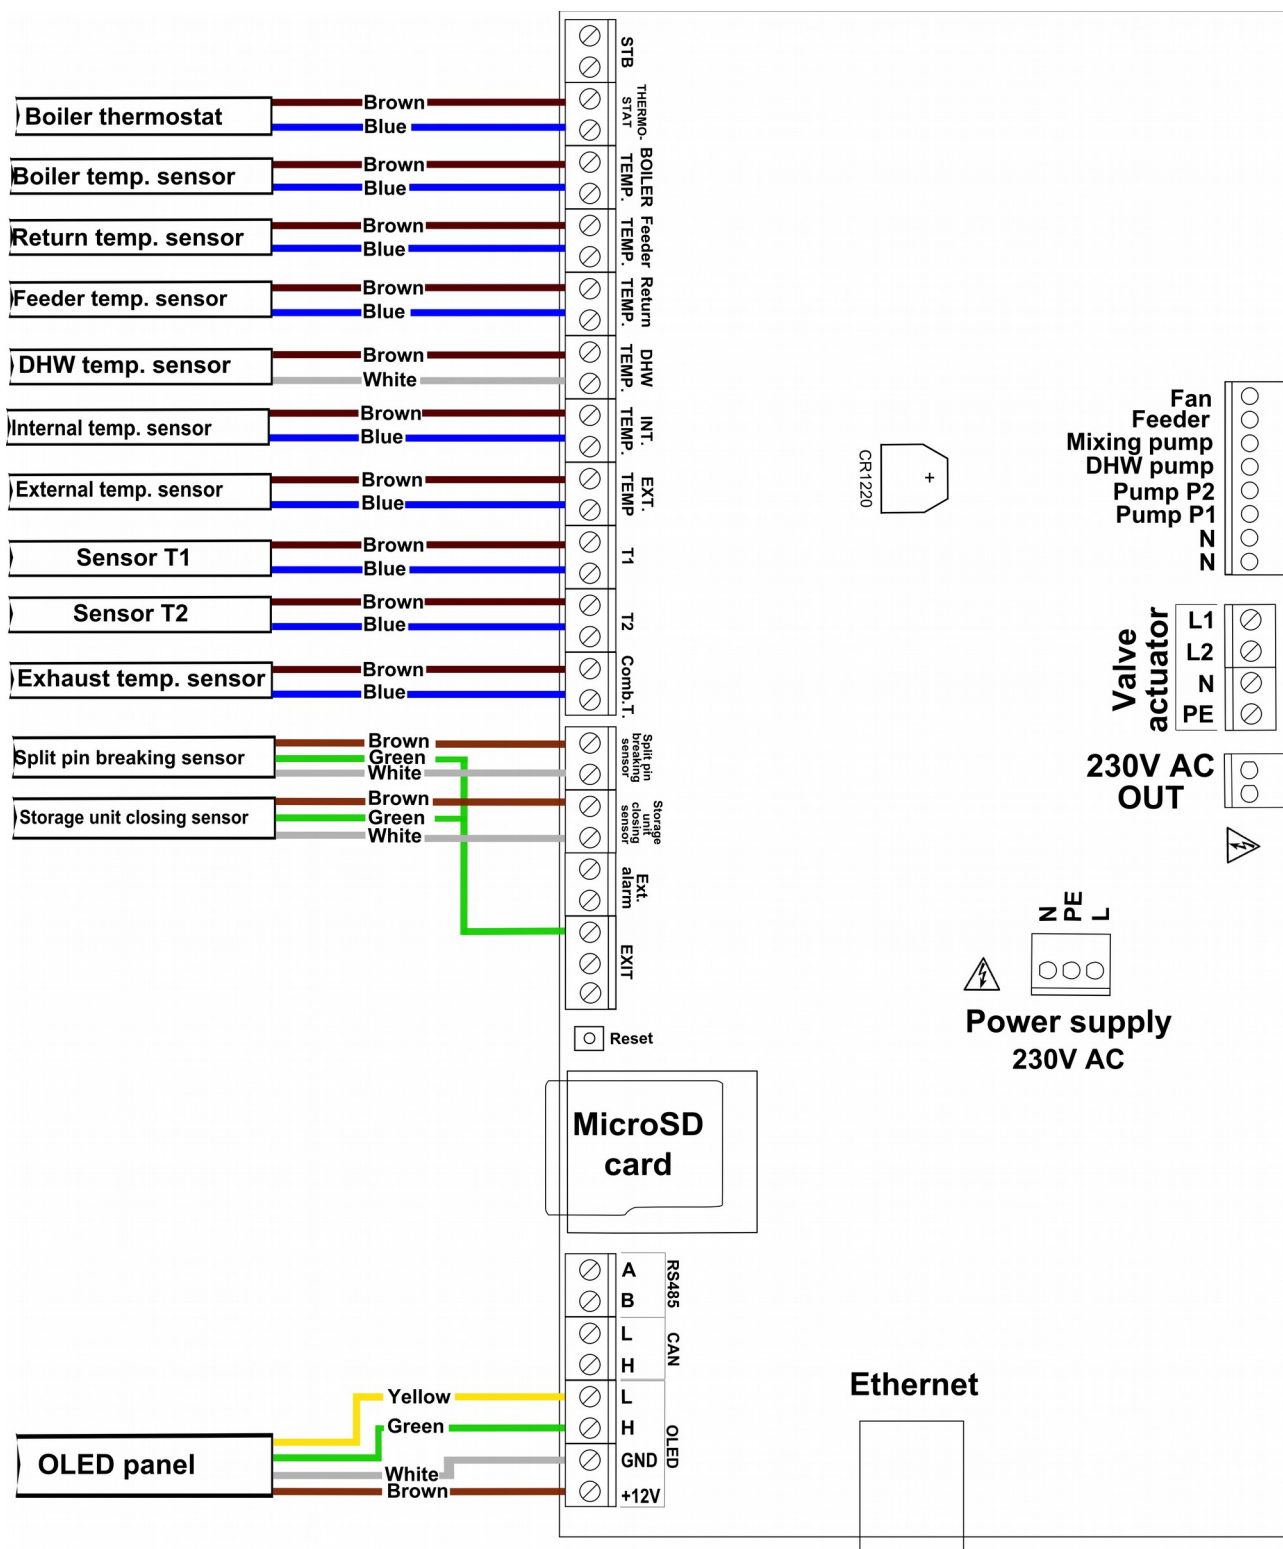 STB
Boiler thermostat
Brown
Blue
THERMO-
STAT
Boiler temp. sensor
Brown
Blue
BOILER
TEMP.
Return temp. sensor
Brown
Blue
Feeder
TEMP.
Feeder temp. sensor
Brown
Blue
Return
TEMP.
DHW temp. sensor
Brown
White
DHW
TEMP.
Internal temp. sensor
Brown
Blue
INT.
TEMP.
External temp. sensor
Brown
Blue
EXT.
TEMP
Sensor T1
Brown
Blue
T1
Sensor T2
Brown
Blue
T2
Exhaust temp. sensor
Brown
Blue
Comb.T.
Split pin breaking sensor
Brown
Green
White
Split pin
breaking
sensor
Storage unit closing sensor
Brown
Green
White
Storage
unit
closing
sensor
Ext.
alarm
EXIT
Reset
MicroSD
card
A
B
RS485
L
H
CAN
OLED panel
Yellow
Green
White
Brown
L
H
GND
+12V
OLED
CR1220
+
Fan
Feeder
Mixing pump
DHW pump
Pump P2
Pump P1
N
N
Valve
actuator
L1
L2
N
PE
230V AC
OUT
N
PE
L
Power supply
230V AC
Ethernet